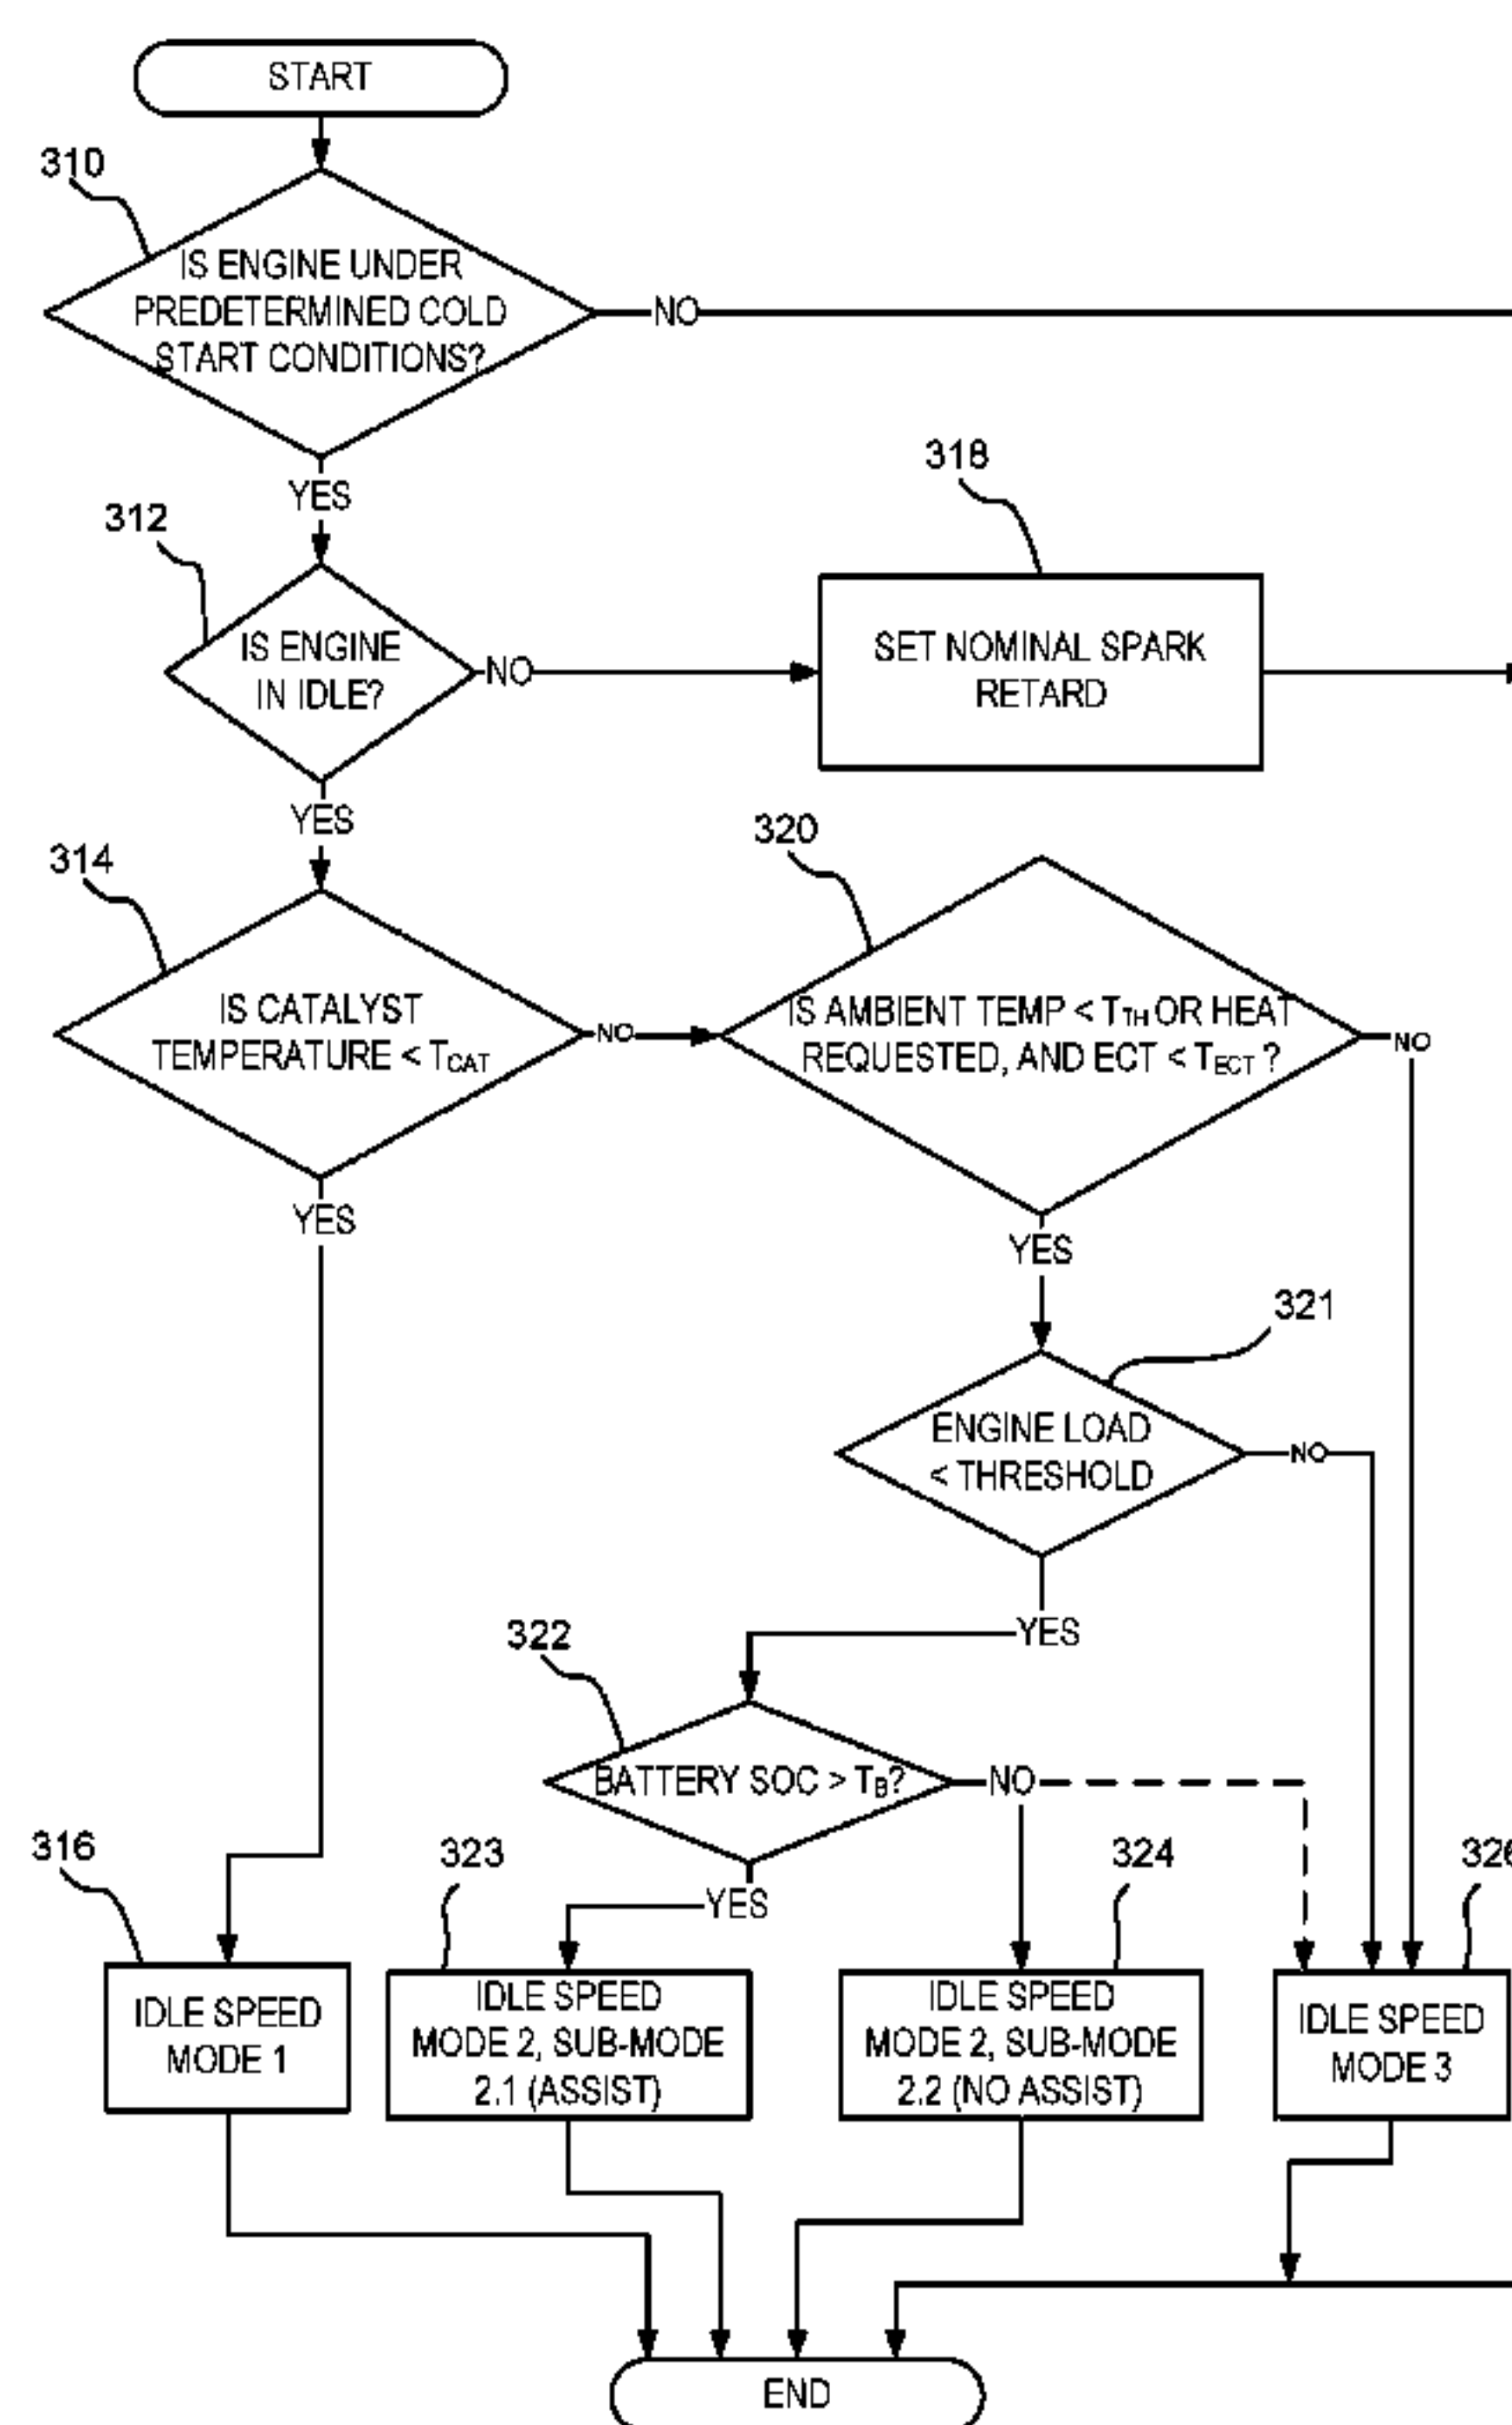 START
310
IS ENGINE UNDER
PREDETERMINED COLD
START CONDITIONS?
NO
YES
318
312
IS ENGINE
IN IDLE?
NO
SET NOMINAL SPARK
RETARD
YES
320
314
IS CATALYST
TEMPERATURE < TCAT
NO
IS AMBIENT TEMP < TTH OR HEAT
REQUESTED, AND ECT < TECT ?
NO
YES
YES
321
ENGINE LOAD
< THRESHOLD
NO
YES
322
BATTERY SOC > TB?
NO
YES
316
323
324
326
IDLE SPEED
MODE 1
IDLE SPEED
MODE 2, SUB-MODE
2.1 (ASSIST)
IDLE SPEED
MODE 2, SUB-MODE
2.2 (NO ASSIST)
IDLE SPEED
MODE 3
END